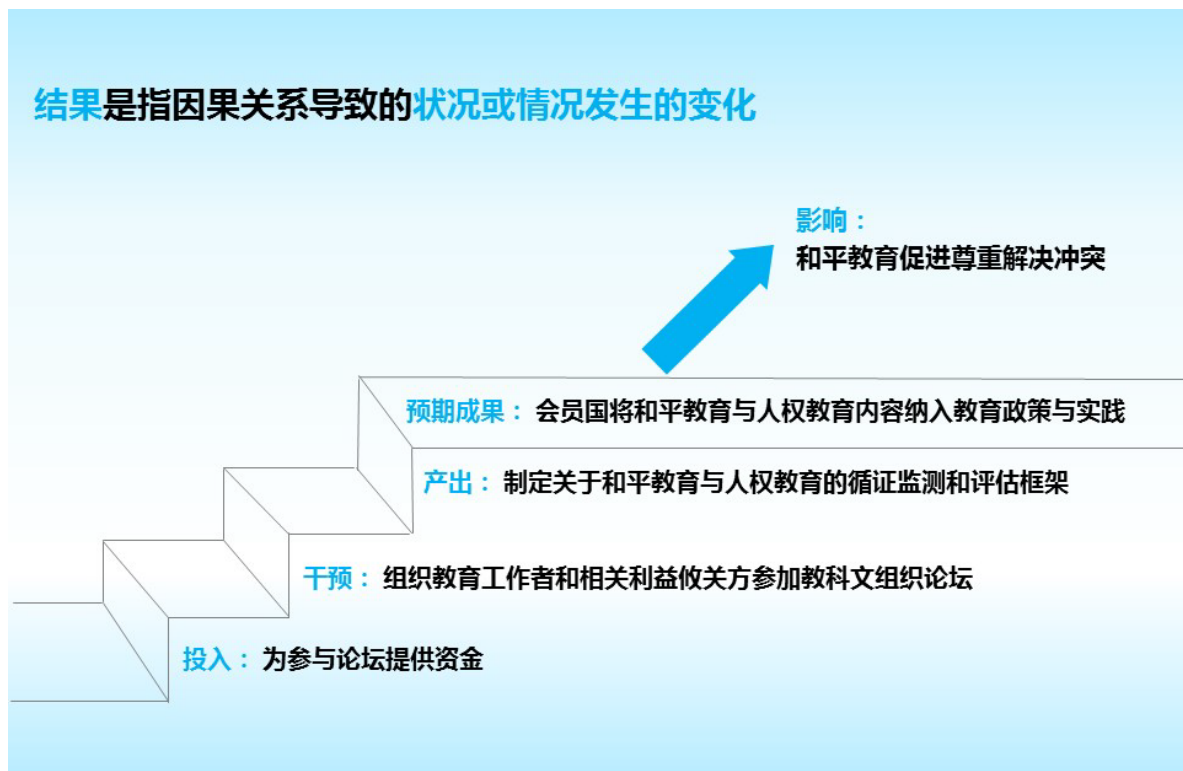 结果是指因果关系导致的状况或情况发生的变化
影响：
和平教育促进尊重解决冲突
预期成果： 会员国将和平教育与人权教育内容纳入教育政策与实践
产出： 制定关于和平教育与人权教育的循证监测和评估框架
干预： 组织教育工作者和相关利益攸关方参加教科文组织论坛
投入： 为参与论坛提供资金